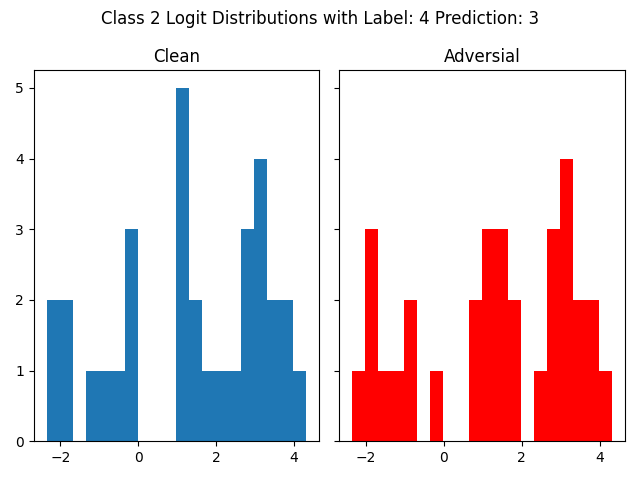 Class 2 Logit Distributions with Label: 4 Prediction: 3
Clean
Adversial
5
4
3
2
1
0
−2 0 2 4
−2 0 2 4